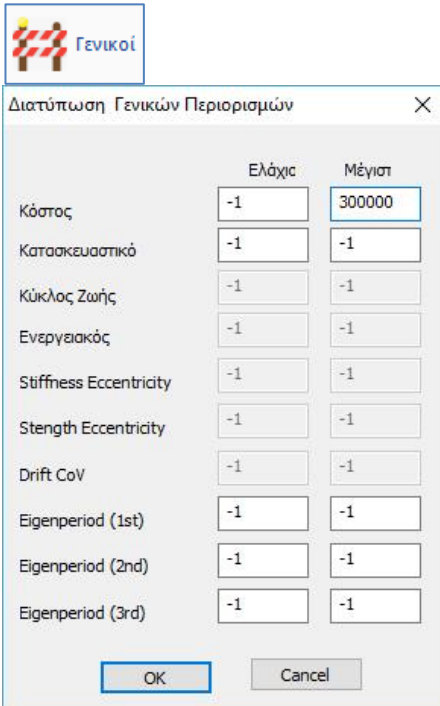 Γενικοί
Διατύπωση Γενικών Περιορισμών
Ελάχις Μέγιστ
Κόστος -1 300000
Κατασκευαστικό -1 -1
Κύκλος Ζωής -1 -1
Ενεργειακός -1 -1
Stiffness Eccentricity -1 -1
Stength Eccentricity -1 -1
Drift CoV -1 -1
Eigenperiod (1st) -1 -1
Eigenperiod (2nd) -1 -1
Eigenperiod (3rd) -1 -1
OK Cancel